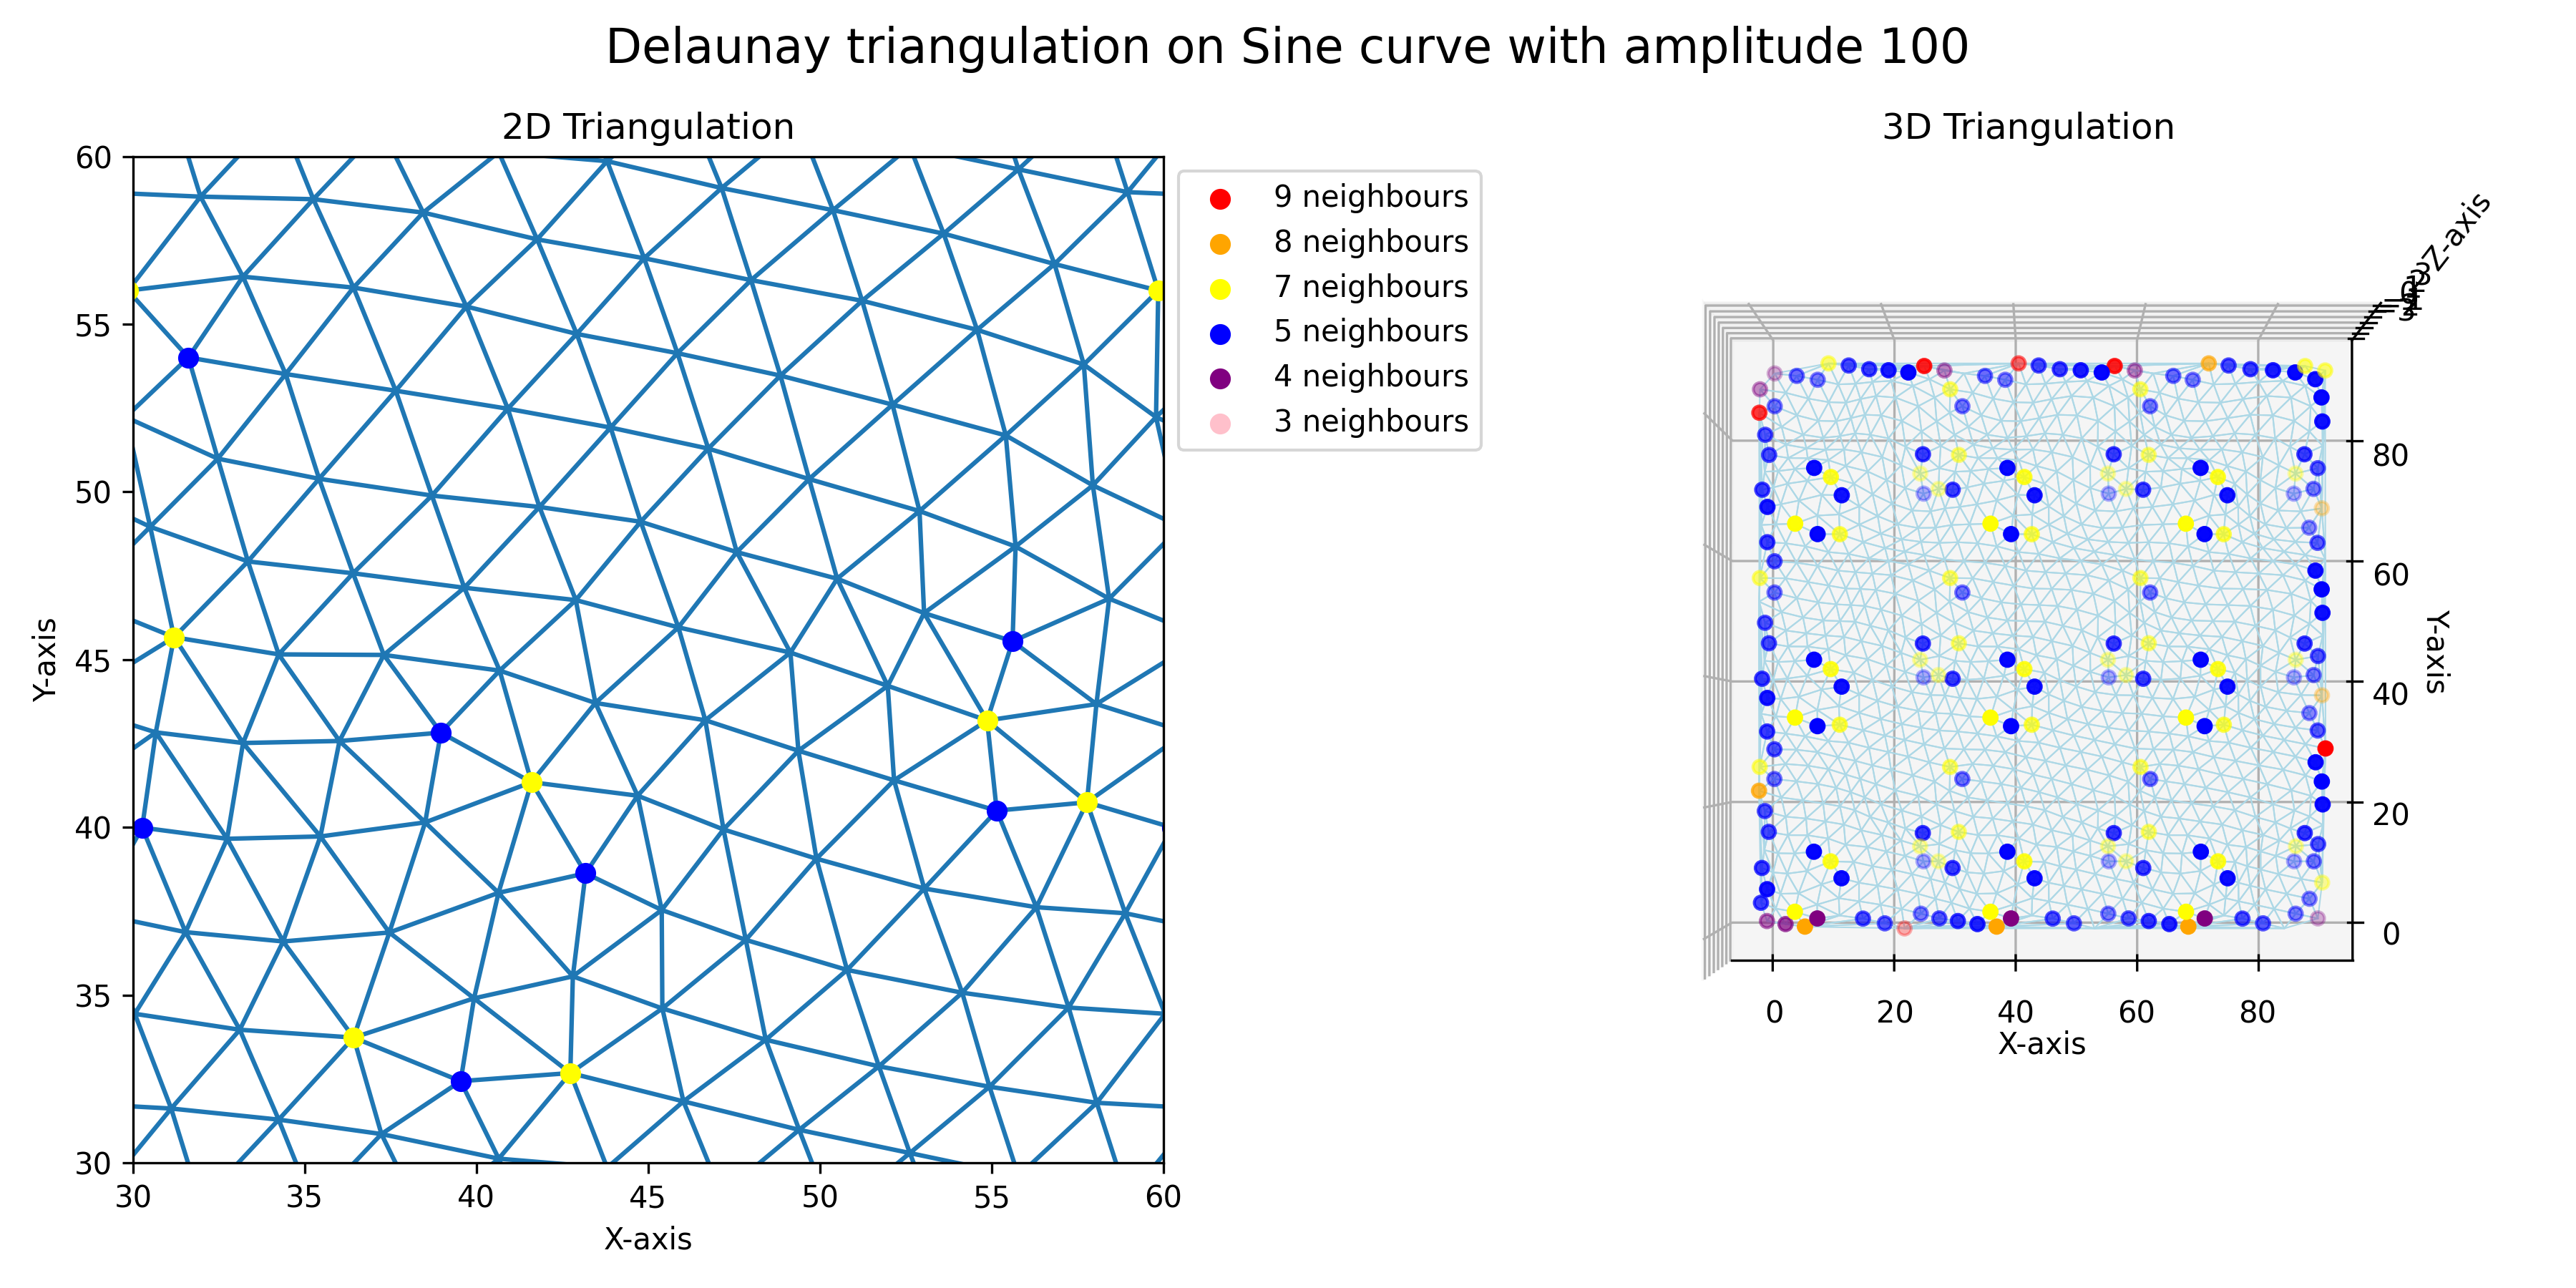 Delaunay triangulation on Sine curve with amplitude 100
2D Triangulation
60
55
50
45
40
35
30
Y-axis
30 35 40 45 50 55 60
X-axis
9 neighbours
8 neighbours
7 neighbours
5 neighbours
4 neighbours
3 neighbours
3D Triangulation
Z-axis
80
60
40
20
0
Y-axis
0 20 40 60 80
X-axis